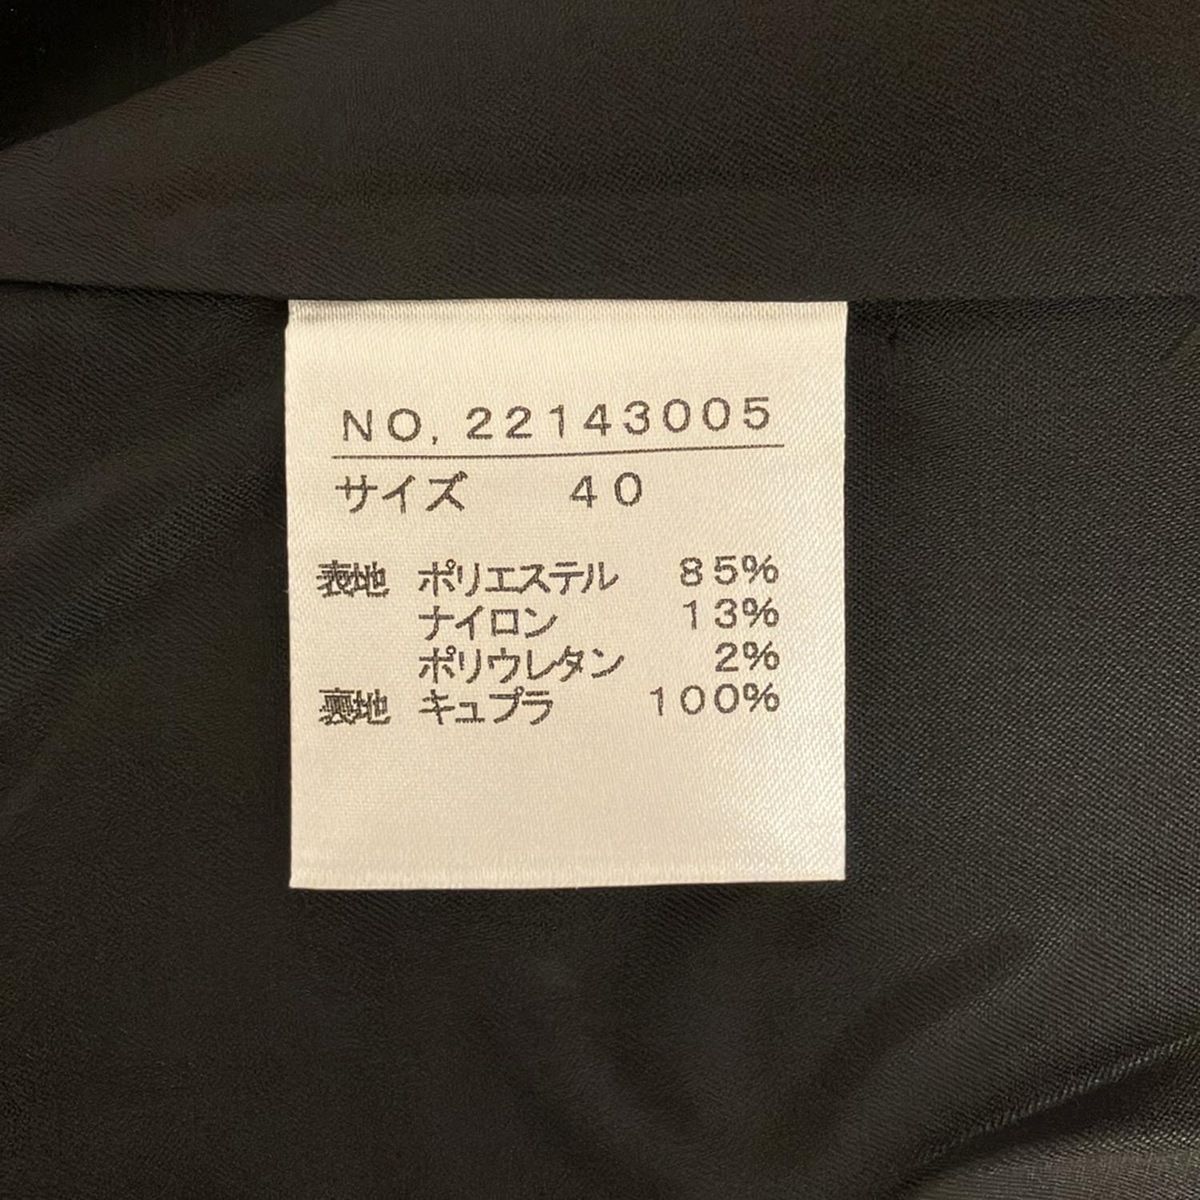 NO,22143005
サイズ 40
表地 ポリエステル 85%
ナイロン 13%
ポリウレタン 2%
裏地 キュプラ 100%